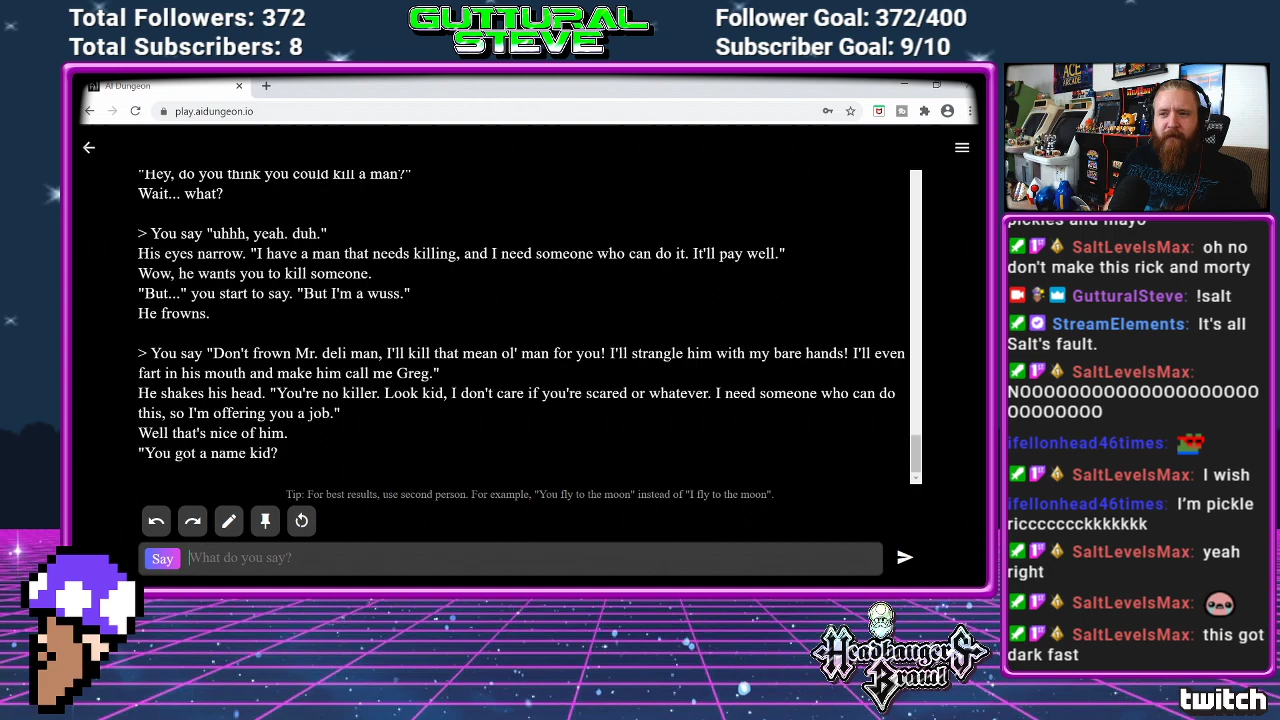 Total Followers: 372
Total Subscribers: 8
GUTTURAL
STEVE
Follower Goal: 372/400
Subscriber Goal: 9/10
AI Dungeon
play.aidungeon.io
"Hey, do you think you could kill a man?"
Wait... what?
> You say "uhhh, yeah. duh."
His eyes narrow. "I have a man that needs killing, and I need someone who can do it. It'll pay well."
Wow, he wants you to kill someone.
"But..." you start to say. "But I'm a wuss."
He frowns.
> You say "Don't frown Mr. deli man, I'll kill that mean ol' man for you! I'll strangle him with my bare hands! I'll even
fart in his mouth and make him call me Greg."
He shakes his head. "You're no killer. Look kid, I don't care if you're scared or whatever. I need someone who can do
this, so I'm offering you a job."
Well that's nice of him.
"You got a name kid?
Tip: For best results, use second person. For example, "You fly to the moon" instead of "I fly to the moon".
Say
What do you say?
ACE
ARCADE
pickles and mayo
SaltLevelsMax: oh no
don't make this rick and morty
GutturalSteve: !salt
StreamElements: It's all
Salt's fault.
SaltLevelsMax:
NOOOOOOOOOOOOOOOOOOO
OOOOOOOO
ifellonhead46times:
SaltLevelsMax: I wish
ifellonhead46times: I'm pickle
riccccccckkkkkkk
SaltLevelsMax: yeah
right
SaltLevelsMax:
SaltLevelsMax: this got
dark fast
Headbangers
Brawl
twitch